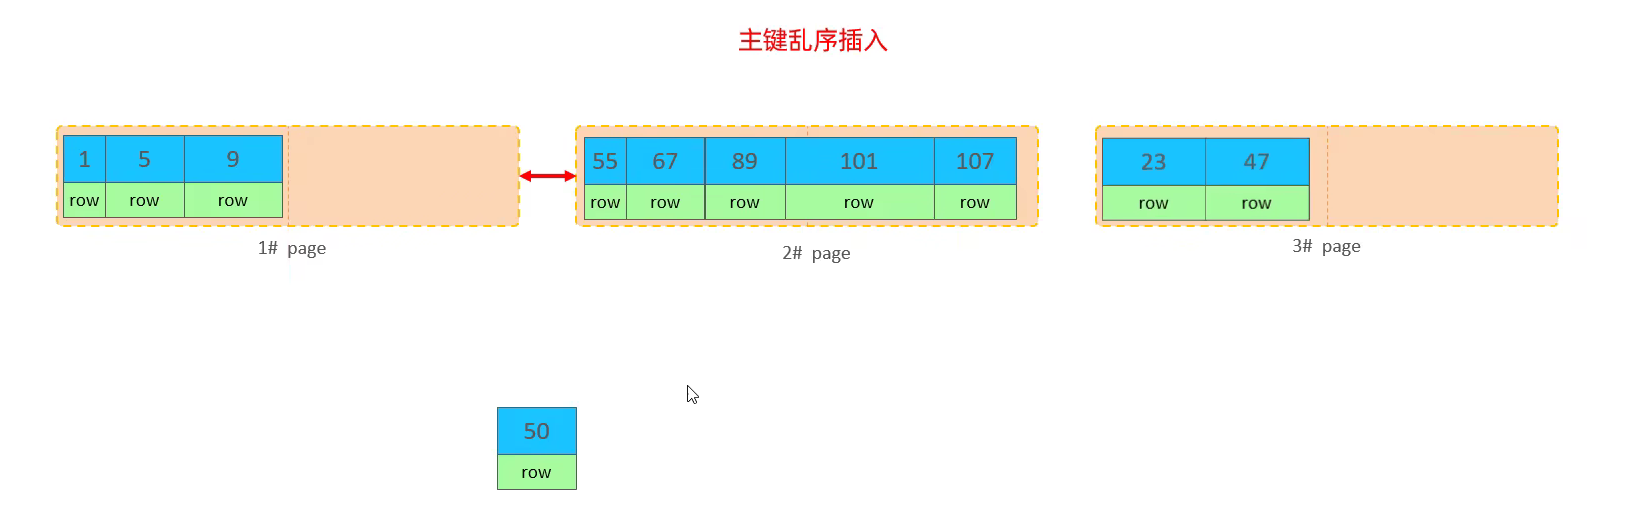 主键乱序插入
1 5 9
row row row
1# page
55 67 89 101 107
row row row row row
2# page
23 47
row row
3# page
50
row